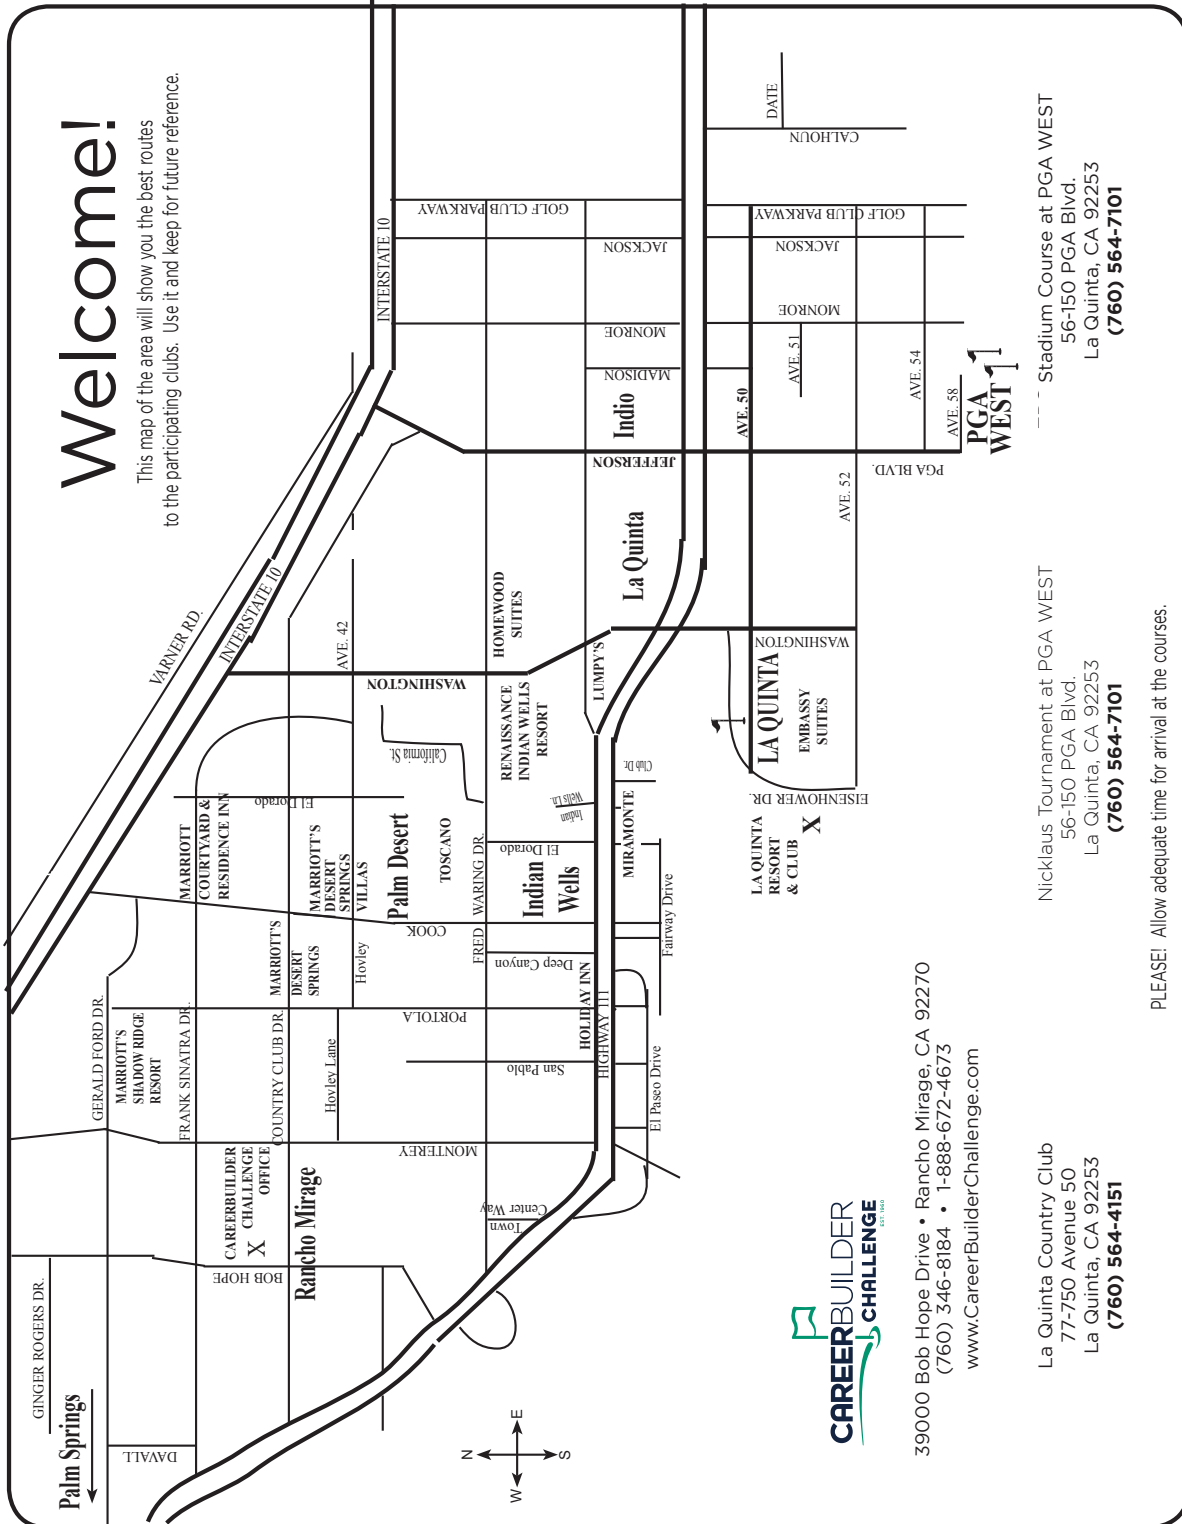 Welcome!
This map of the area will show you the best routes
to the participating clubs. Use it and keep for future reference.
Palm Springs
GINGER ROGERS DR.
DAVALL
GERALD FORD DR.
MARRIOTT'S
SHADOW RIDGE
RESORT
FRANK SINATRA DR.
CAREERBUILDER
X CHALLENGE
OFFICE
BOB HOPE
COUNTRY CLUB DR.
Rancho Mirage
Hovley Lane
MONTEREY
Town
Center Way
San Pablo
PORTOLA
HOLIDAY INN
HIGHWAY 111
El Paseo Drive
VARNER RD.
INTERSTATE 10
INTERSTATE 10
MARRIOTT
COURTYARD &
RESIDENCE INN
El Dorado
MARRIOTT'S
DESERT
SPRINGS
VILLAS
MARRIOTT'S
DESERT
SPRINGS
Hovley
AVE. 42
WASHINGTON
California St.
Palm Desert
COOK
TOSCANO
FRED WARING DR.
Deep Canyon
El Dorado
Indian
Wells
RENAISSANCE
INDIAN WELLS
RESORT
HOMEWOOD
SUITES
Indian
Wells Ln.
LUMPY'S
MIRAMONTE
Club Dr.
Fairway Drive
La Quinta
JEFFERSON
Indio
MADISON
MONROE
JACKSON
GOLF CLUB PARKWAY
LA QUINTA
RESORT
& CLUB
X
EISENHOWER DR.
LA QUINTA
EMBASSY
SUITES
WASHINGTON
AVE. 50
AVE. 51
AVE. 52
AVE. 54
AVE. 58
PGA BLVD.
PGA
WEST
MONROE
JACKSON
GOLF CLUB PARKWAY
CALHOUN
DATE
N
W
E
S
CAREERBUILDER
CHALLENGE
EST. 1960
39000 Bob Hope Drive • Rancho Mirage, CA 92270
(760) 346-8184 • 1-888-672-4673
www.CareerBuilderChallenge.com
La Quinta Country Club
77-750 Avenue 50
La Quinta, CA 92253
(760) 564-4151
Nicklaus Tournament at PGA WEST
56-150 PGA Blvd.
La Quinta, CA 92253
(760) 564-7101
Stadium Course at PGA WEST
56-150 PGA Blvd.
La Quinta, CA 92253
(760) 564-7101
PLEASE! Allow adequate time for arrival at the courses.